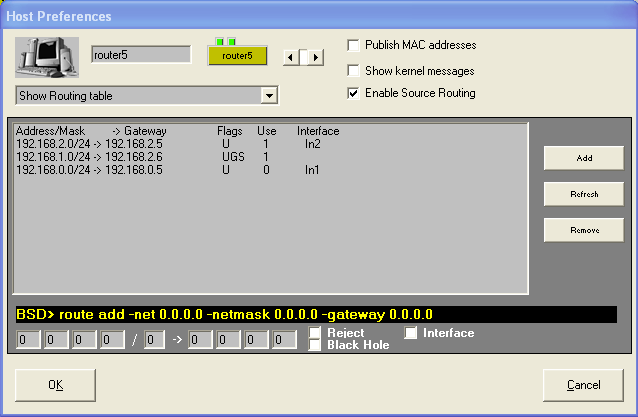 Host Preferences
router5
router5
Publish MAC addresses
Show kernel messages
Show Routing table
Enable Source Routing
Address/Mask -> Gateway Flags Use Interface
192.168.2.0/24 -> 192.168.2.5 U 1 In2
192.168.1.0/24 -> 192.168.2.6 UGS 1
192.168.0.0/24 -> 192.168.0.5 U 0 In1
Add
Refresh
Remove
BSD> route add -net 0.0.0.0 -netmask 0.0.0.0 -gateway 0.0.0.0
0 0 0 0 / 0 -> 0 0 0 0 Reject Interface
Black Hole
OK
Cancel